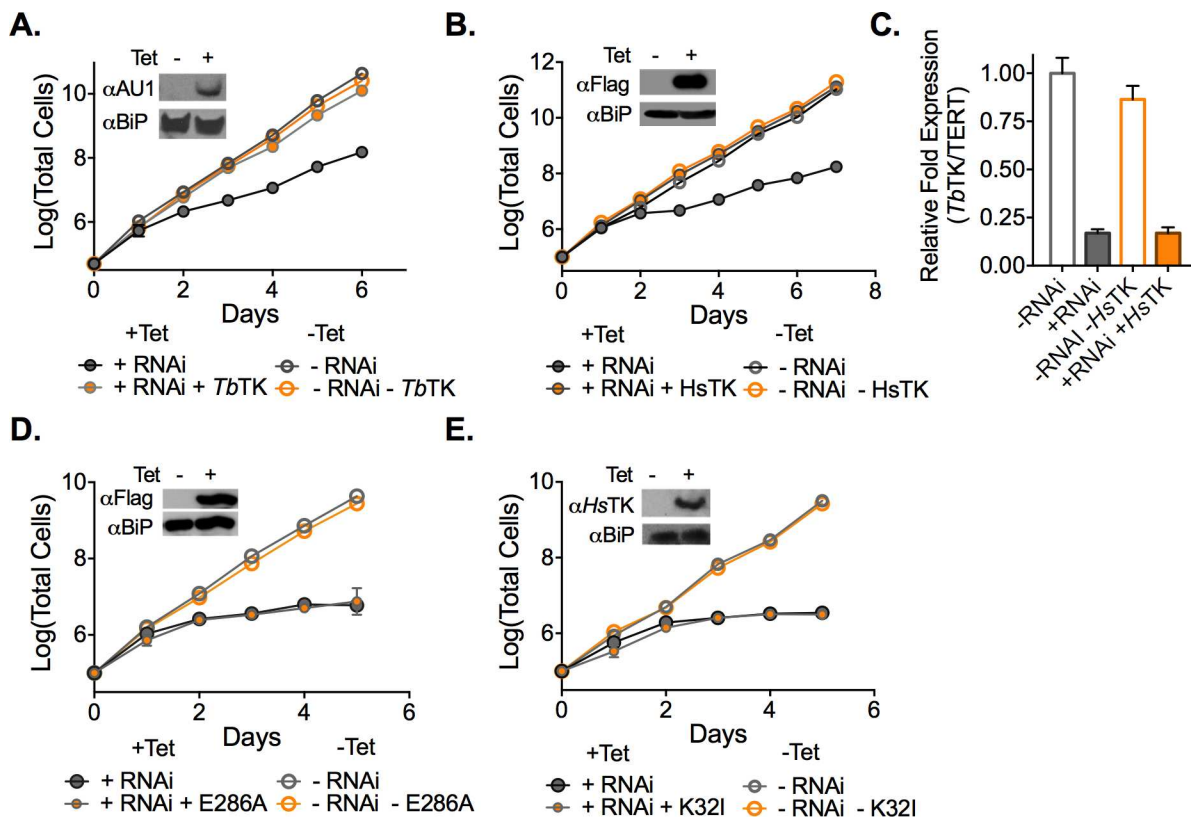 A.
Tet - +
αAU1
αBiP
Log(Total Cells)
10
8
6
0 2 4 6
Days
+Tet -Tet
+ RNAi - RNAi
+ RNAi + TbTK - RNAi - TbTK
B.
Tet - +
αFlag
αBiP
Log(Total Cells)
12
10
8
6
0 1 2 3 4 5 6 7 8
Days
+Tet -Tet
+ RNAi - RNAi
+ RNAi + HsTK - RNAi - HsTK
C.
Relative Fold Expression
(TbTK/TERT)
1.00
0.75
0.50
0.25
0.00
-RNAi
+RNAi
-RNAi -HsTK
+RNAi +HsTK
D.
Tet - +
αFlag
αBiP
Log(Total Cells)
10
8
6
0 2 4 6
Days
+Tet -Tet
+ RNAi - RNAi
+ RNAi + E286A - RNAi - E286A
E.
Tet - +
αHsTK
αBiP
Log(Total Cells)
10
8
6
0 2 4 6
Days
+Tet -Tet
+ RNAi - RNAi
+ RNAi + K32I - RNAi - K32I